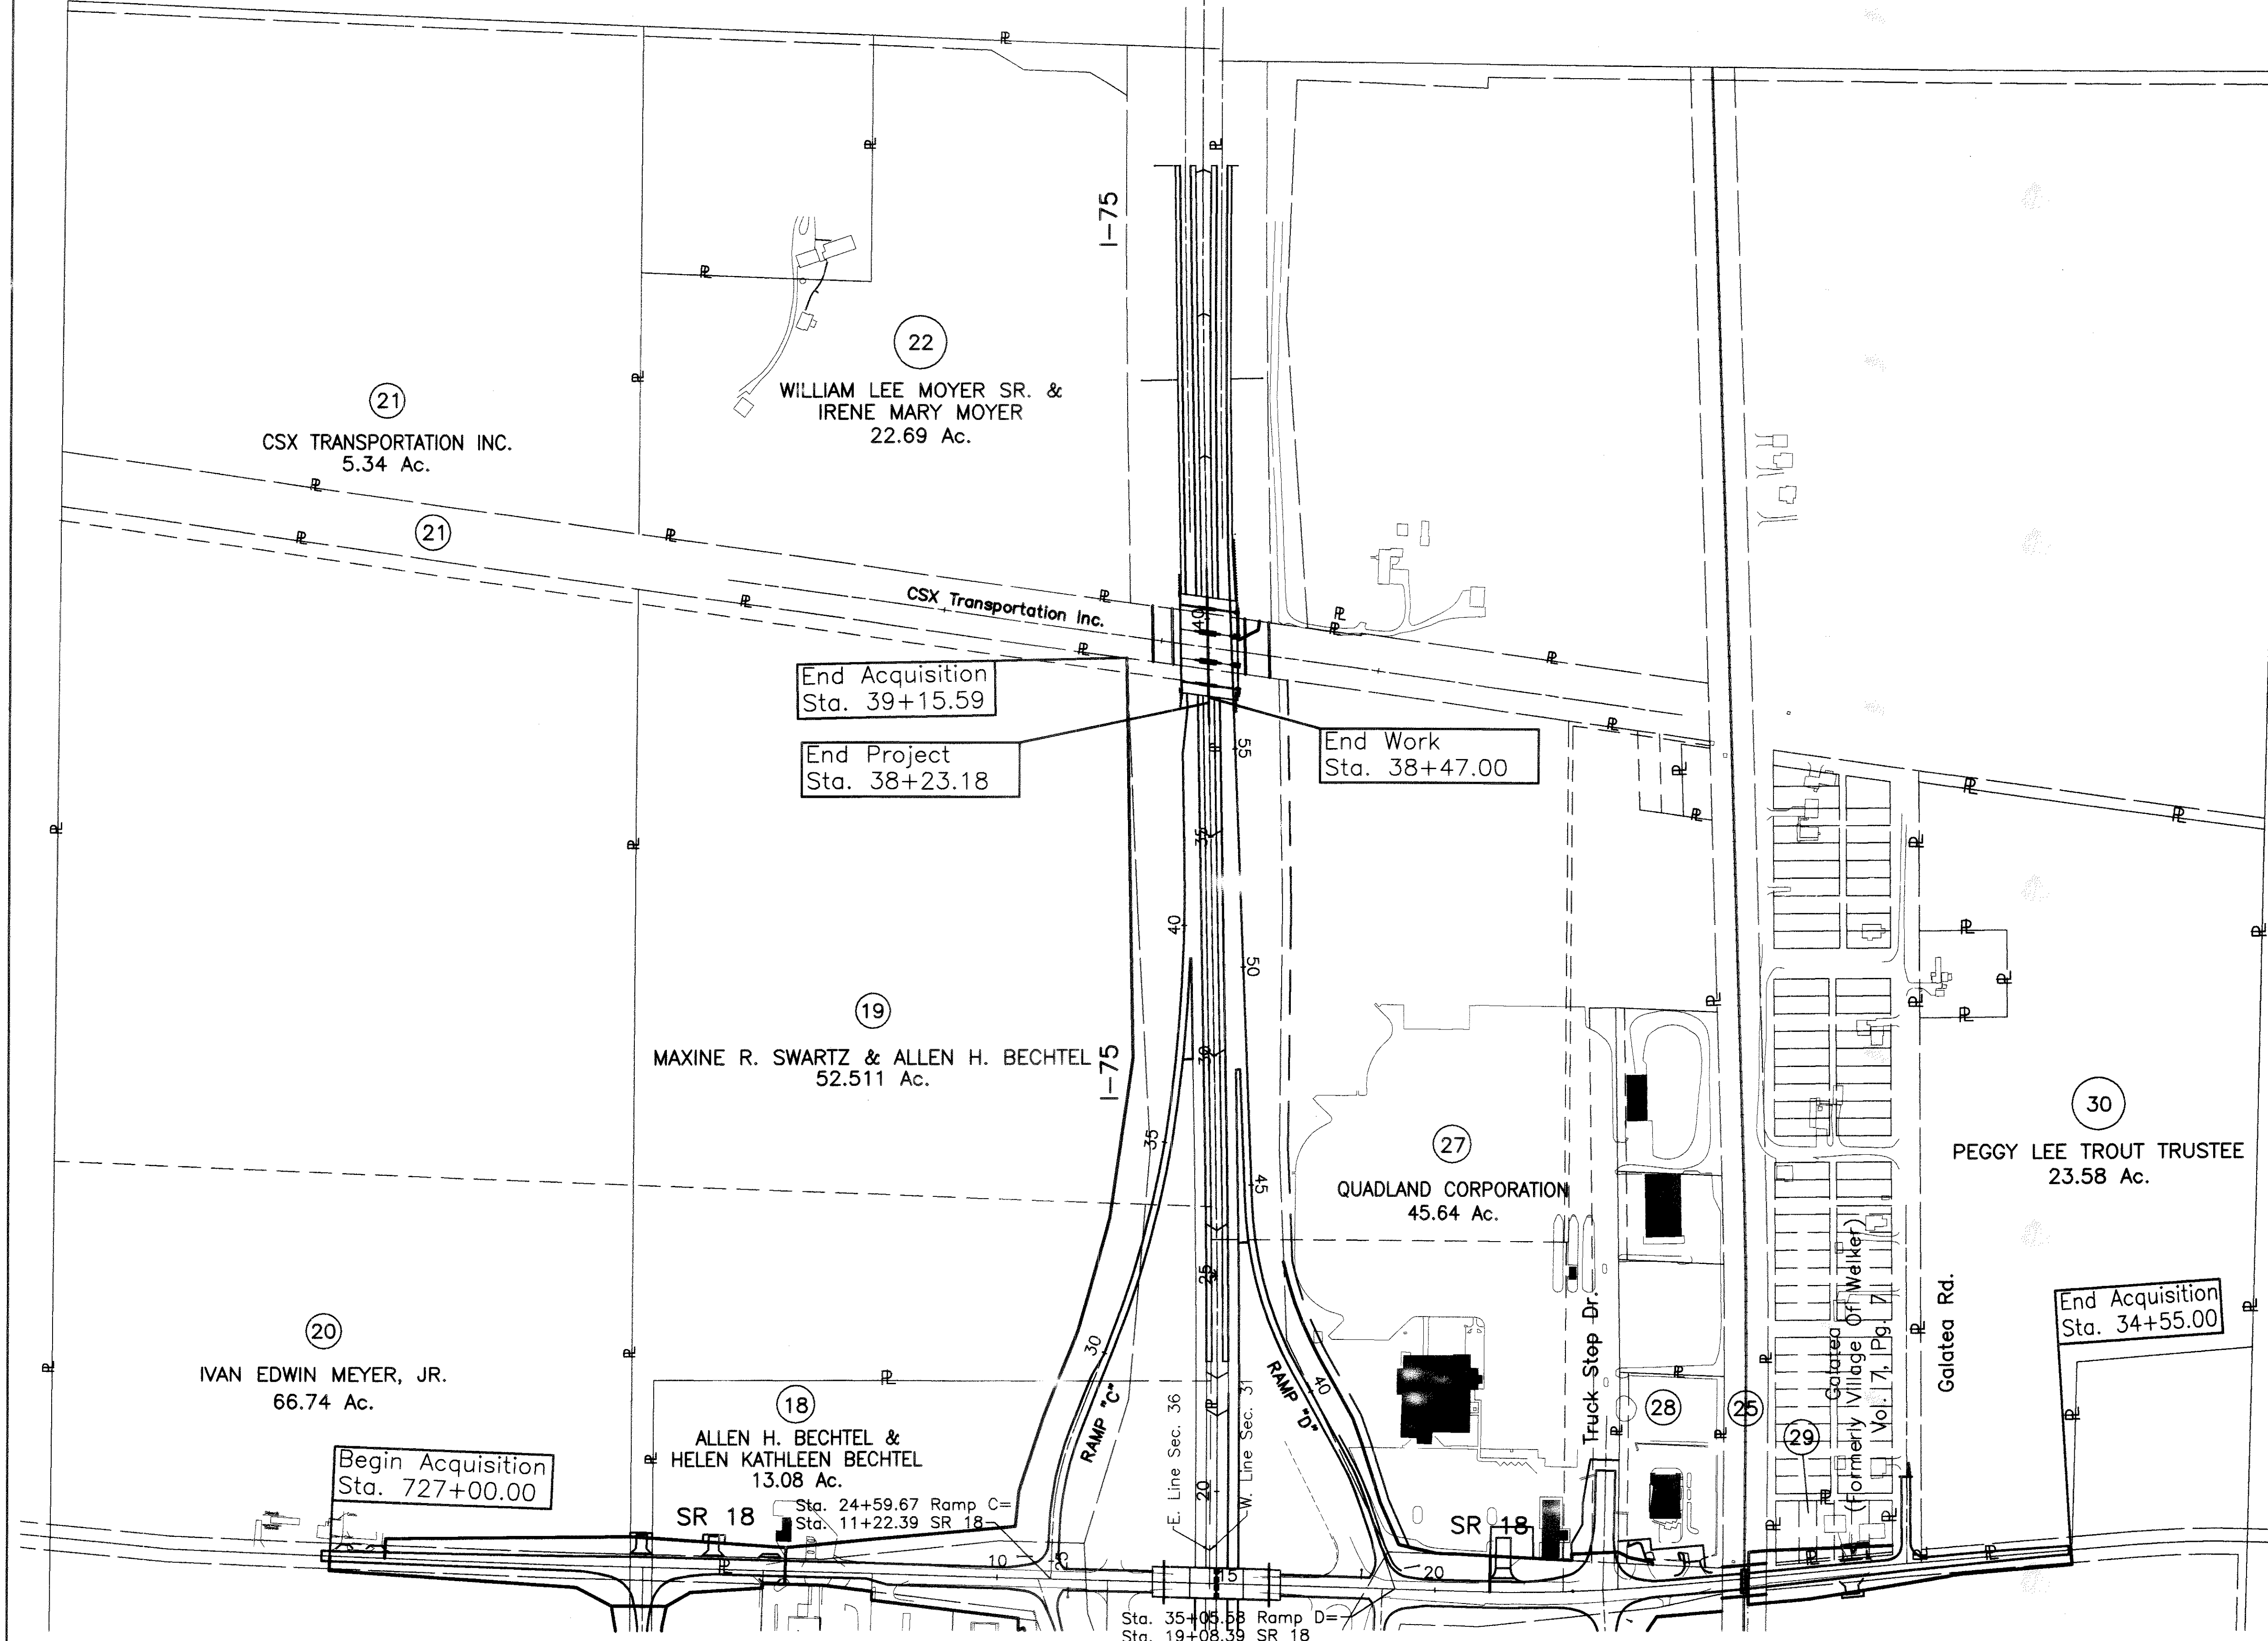 I-75
22
WILLIAM LEE MOYER SR. &
IRENE MARY MOYER
22.69 Ac.
21
CSX TRANSPORTATION INC.
5.34 Ac.
21
CSX Transportation Inc.
40
End Acquisition
Sta. 39+15.59
End Project
Sta. 38+23.18
End Work
Sta. 38+47.00
55
35
40
50
19
MAXINE R. SWARTZ & ALLEN H. BECHTEL
52.511 Ac.
I-75
30
35
45
27
QUADLAND CORPORATION
45.64 Ac.
30
PEGGY LEE TROUT TRUSTEE
23.58 Ac.
25
End Acquisition
Sta. 34+55.00
20
IVAN EDWIN MEYER, JR.
66.74 Ac.
30
RAMP "C"
RAMP "D"
40
E. Line Sec. 36
W. Line Sec. 31
20
Truck Stop Dr.
28
25
29
Galatea
(Formerly Village Of Welker)
Vol. 17, Pg. 7
Galatea Rd.
18
ALLEN H. BECHTEL &
HELEN KATHLEEN BECHTEL
13.08 Ac.
Begin Acquisition
Sta. 727+00.00
SR 18
Sta. 24+59.67 Ramp C=
Sta. 11+22.39 SR 18
SR 18
10
25
15
20
Sta. 35+05.58 Ramp D=
Sta. 19+08.39 SR 18